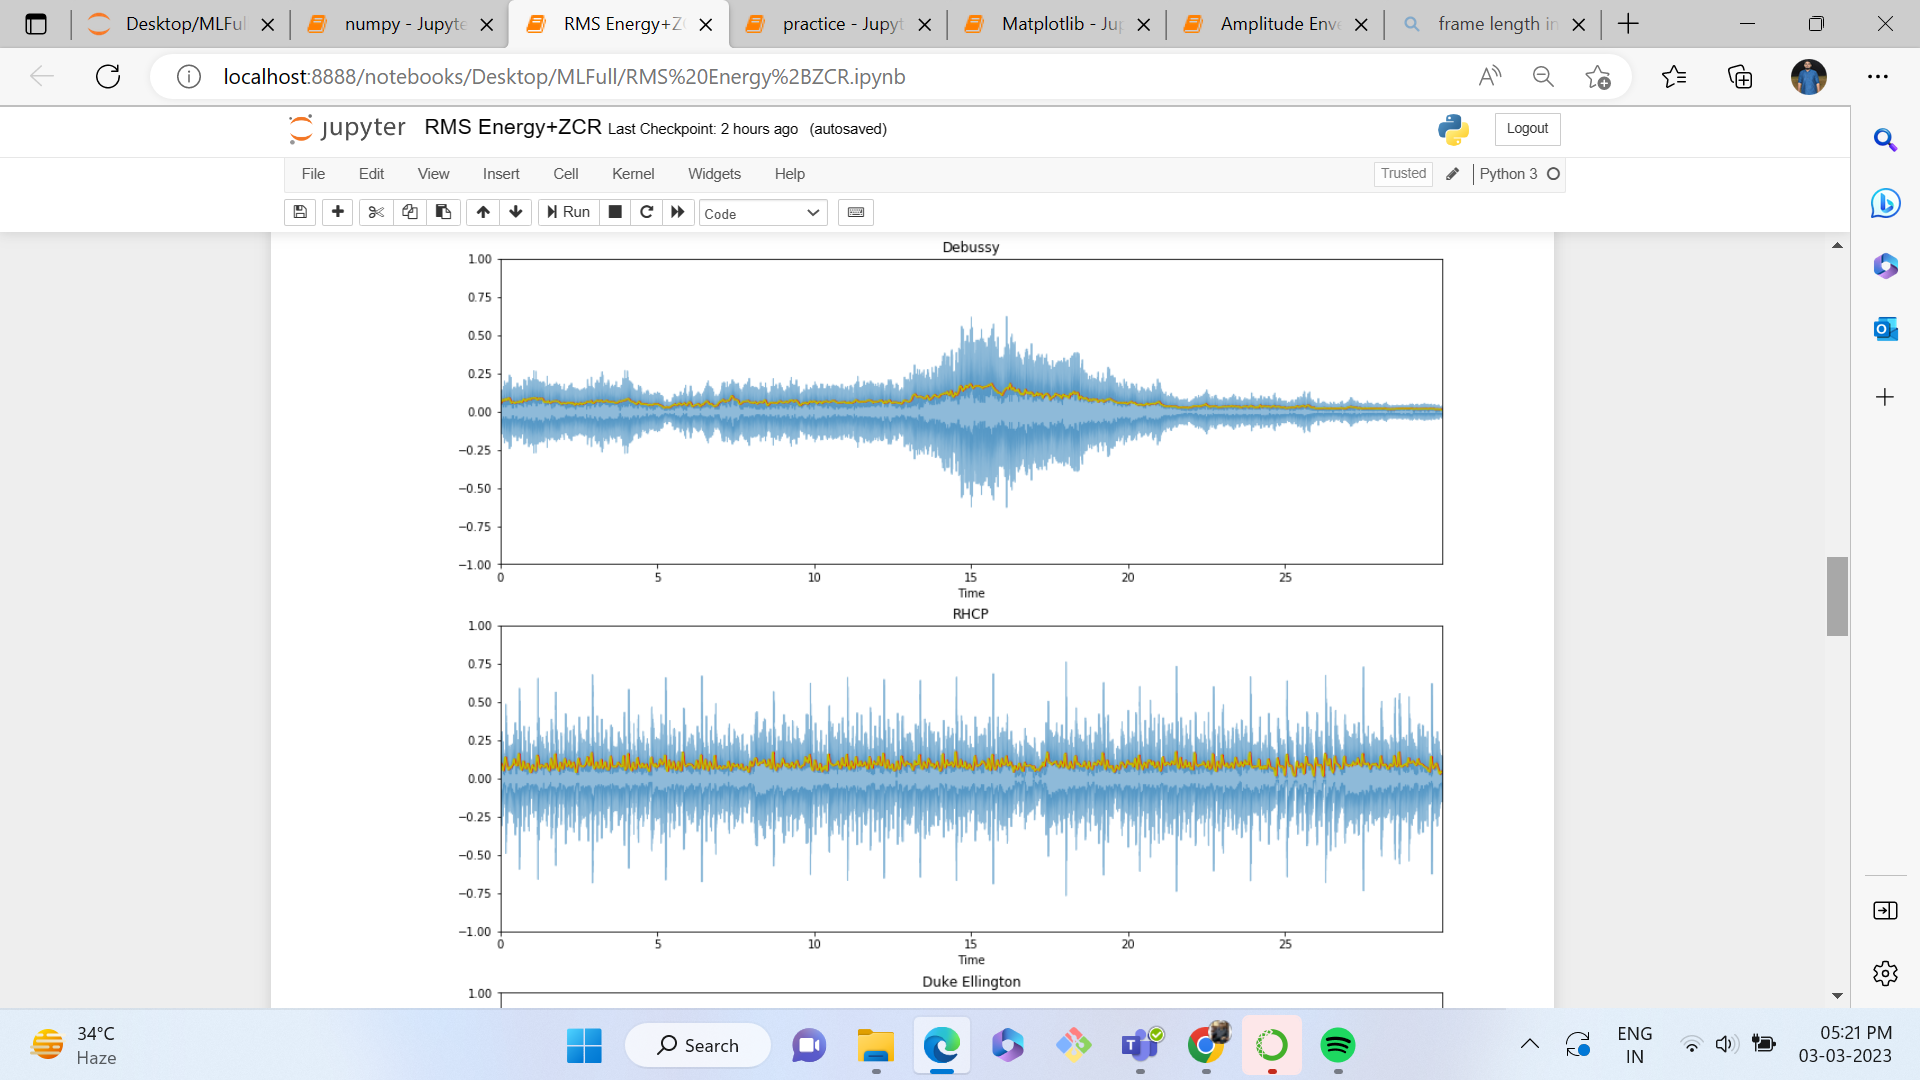 Desktop/MLFul
numpy - Jupyte
RMS Energy+Z
practice - Jupyt
Matplotlib - Ju
Amplitude Env
frame length in
localhost:8888/notebooks/Desktop/MLFull/RMS%20Energy%2BZCR.ipynb
jupyter RMS Energy+ZCR Last Checkpoint: 2 hours ago (autosaved)
Logout
File Edit View Insert Cell Kernel Widgets Help
Trusted Python 3
Run Code
Debussy
1.00
0.75
0.50
0.25
0.00
−0.25
−0.50
−0.75
−1.00
0 5 10 15 20 25
Time
RHCP
1.00
0.75
0.50
0.25
0.00
−0.25
−0.50
−0.75
−1.00
0 5 10 15 20 25
Time
Duke Ellington
1.00
34°C
Haze
Search
ENG
IN
05:21 PM
03-03-2023